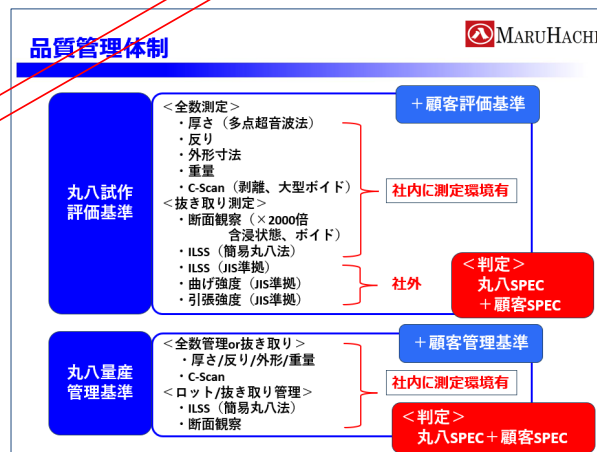 品質管理体制
MARUHACHI
丸八試作
評価基準
＜全数測定＞
・厚さ（多点超音波法）
・反り
・外形寸法
・重量
・C-Scan（剥離、大型ボイド）
＜抜き取り測定＞
・断面観察（×2000倍
含浸状態、ボイド）
・ILSS（簡易丸八法）
・ILSS（JIS準拠）
・曲げ強度（JIS準拠）
・引張強度（JIS準拠）
＋顧客評価基準
社内に測定環境有
社外
＜判定＞
丸八SPEC
＋顧客SPEC
丸八量産
管理基準
＜全数管理or抜き取り＞
・厚さ/反り/外形/重量
・C-Scan
＜ロット/抜き取り管理＞
・ILSS（簡易丸八法）
・断面観察
＋顧客管理基準
社内に測定環境有
＜判定＞
丸八SPEC＋顧客SPEC